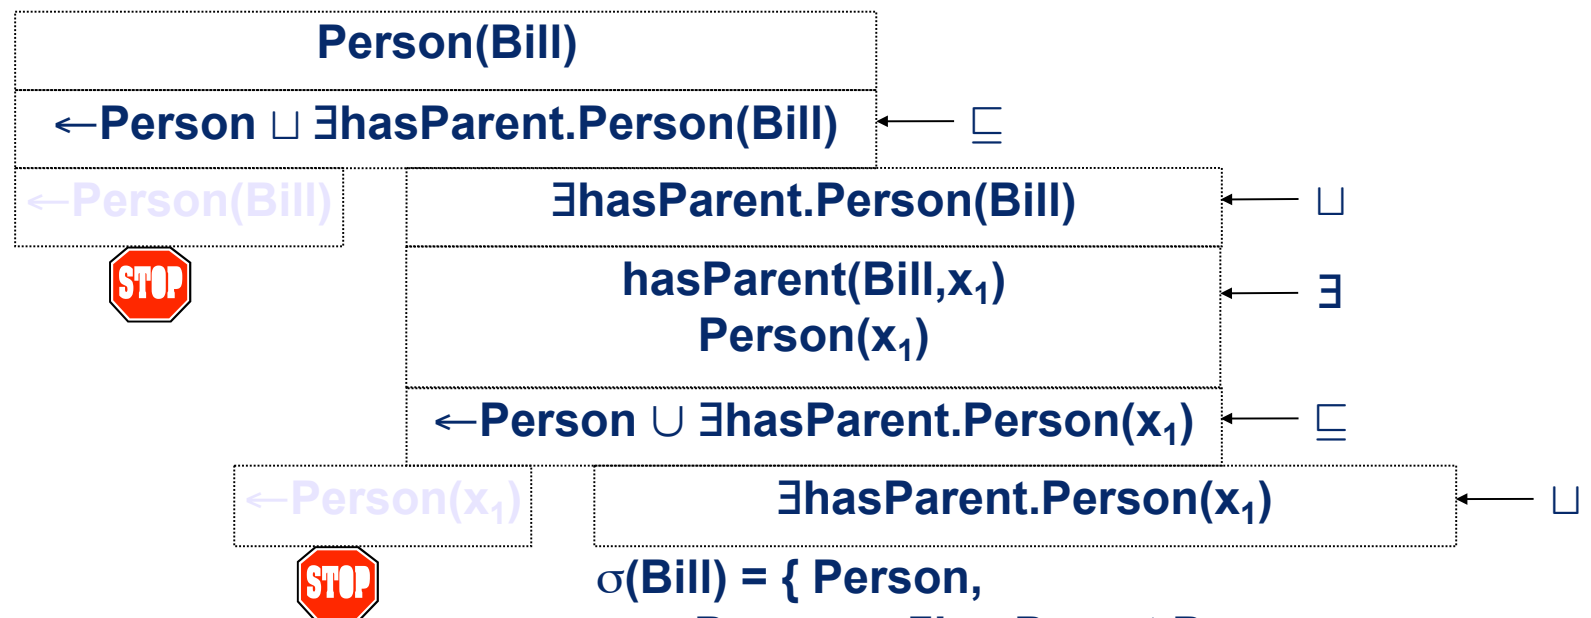 Person(Bill)
←Person ⊔ ∃hasParent.Person(Bill) ⊑
←Person(Bill) ∃hasParent.Person(Bill) ⊔
STOP
hasParent(Bill,x₁)
Person(x₁)
∃
←Person ∪ ∃hasParent.Person(x₁) ⊑
←Person(x₁) ∃hasParent.Person(x₁) ⊔
STOP
σ(Bill) = { Person,